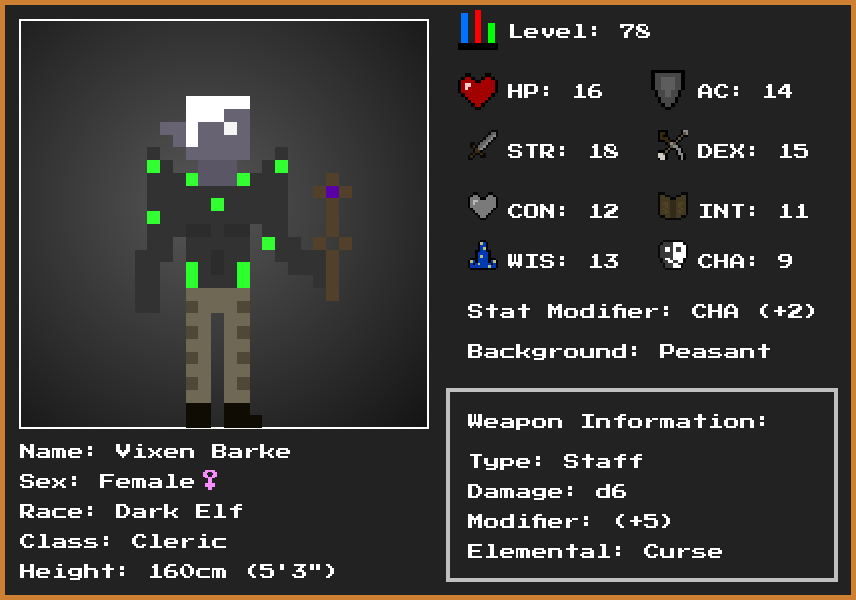 Level: 78
HP: 16 AC: 14
STR: 18 DEX: 15
CON: 12 INT: 11
WIS: 13 CHA: 9
Stat Modifier: CHA (+2)
Background: Peasant
Weapon Information:
Type: Staff
Damage: d6
Modifier: (+5)
Elemental: Curse
Name: Vixen Barke
Sex: Female♀
Race: Dark Elf
Class: Cleric
Height: 160cm (5'3")